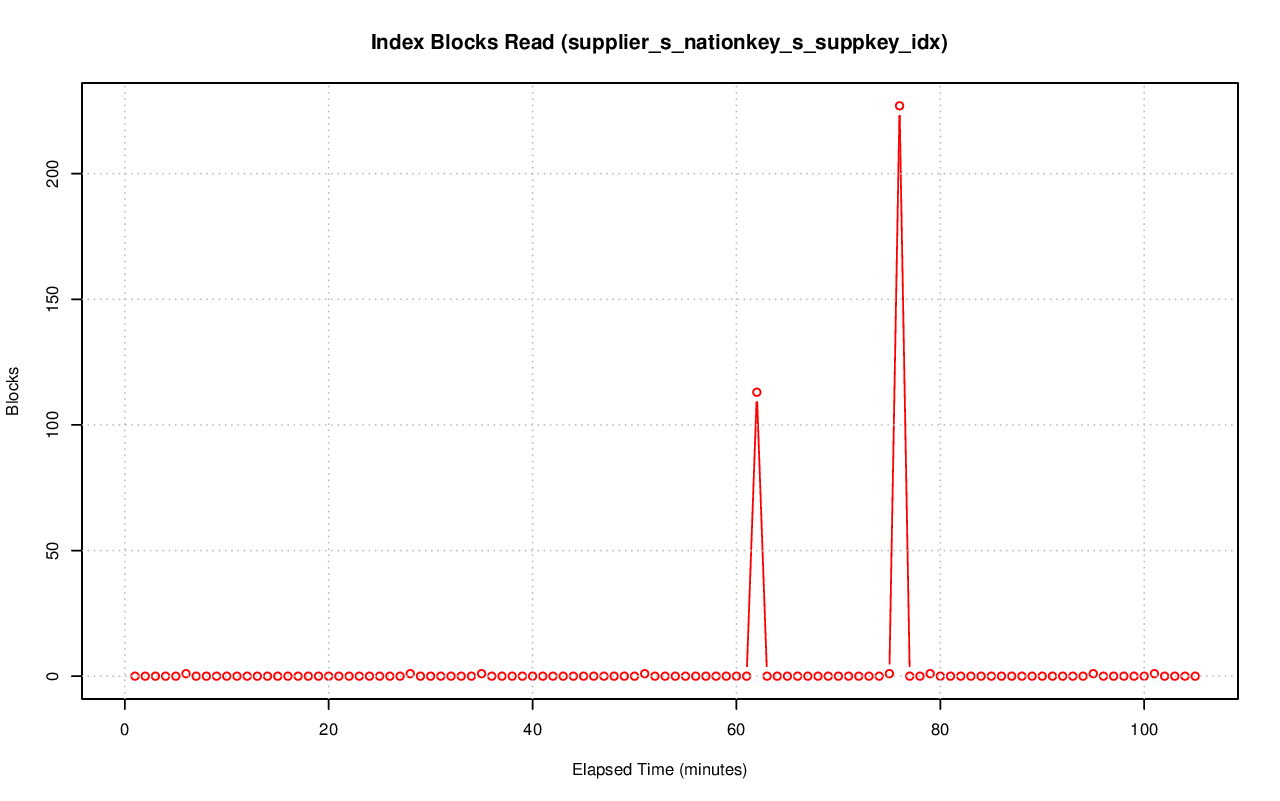 Index Blocks Read (supplier_s_nationkey_s_suppkey_idx)
200
150
100
50
0
Blocks
0 20 40 60 80 100
Elapsed Time (minutes)